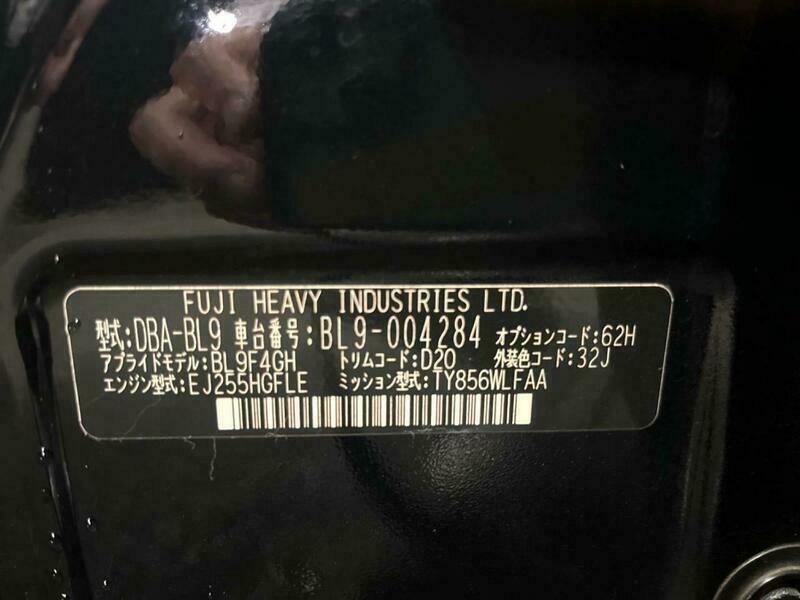 FUJI HEAVY INDUSTRIES LTD.
型式:DBA-BL9 車台番号:BL9-004284 オプションコード:62H
アプライドモデル:BL9F4GH トリムコード:D20 外装色コード:32J
エンジン型式:EJ255HGFLE ミッション型式:TY856WLFAA